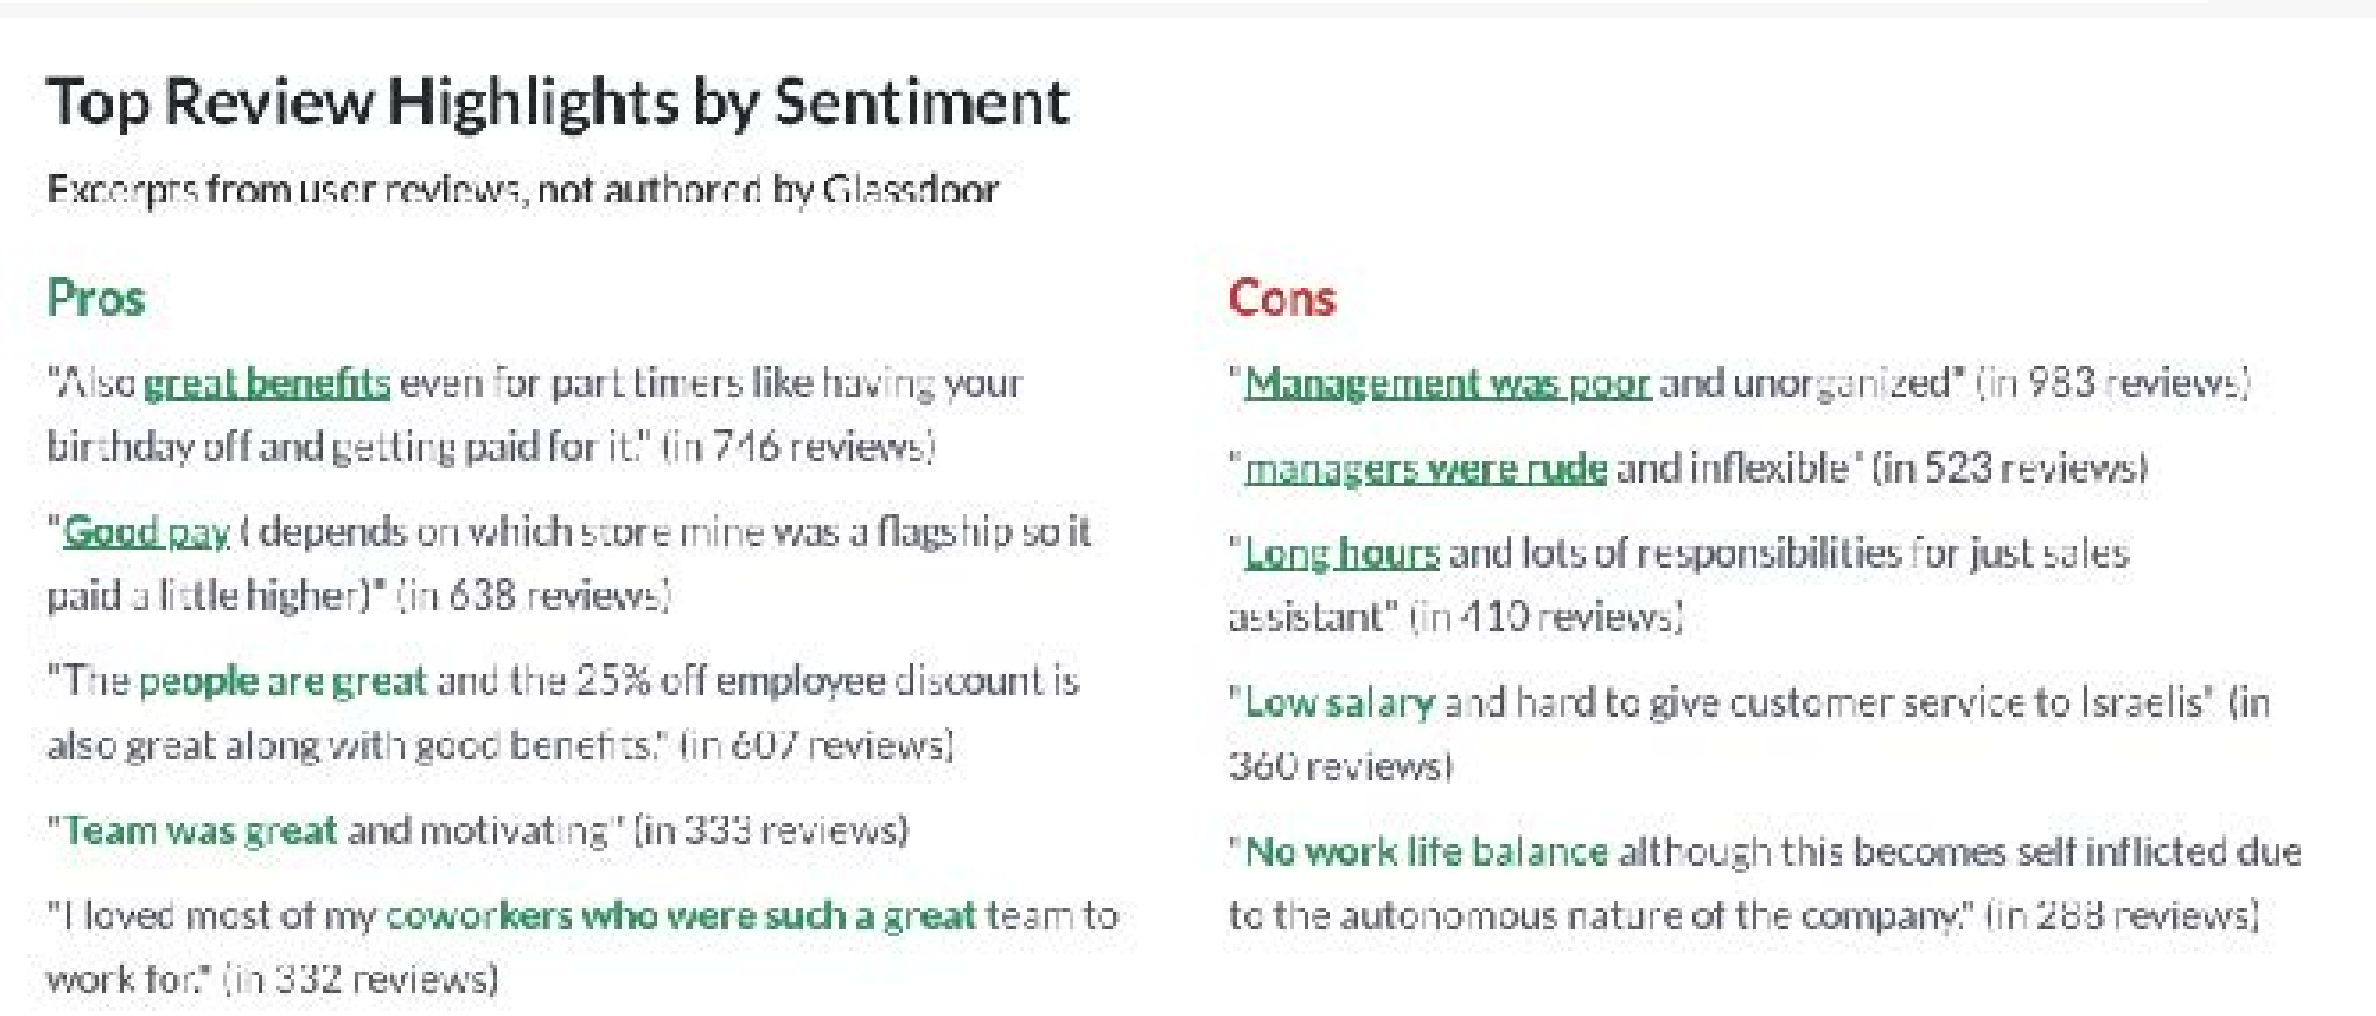 Top Review Highlights by Sentiment
Excerpts from user reviews, not authored by Glassdoor
Pros
"Also great benefits even for part timers like having your
birthday off and getting paid for it." (in 746 reviews)
"Good pay ( depends on which store mine was a flagship so it
paid a little higher)" (in 638 reviews)
"The people are great and the 25% off employee discount is
also great along with good benefits." (in 607 reviews)
"Team was great and motivating" (in 333 reviews)
"I loved most of my coworkers who were such a great team to
work for." (in 332 reviews)
Cons
"Management was poor and unorganized" (in 983 reviews)
"managers were rude and inflexible" (in 523 reviews)
"Long hours and lots of responsibilities for just sales
assistant" (in 410 reviews)
"Low salary and hard to give customer service to Israelis" (in
360 reviews)
"No work life balance although this becomes self inflicted due
to the autonomous nature of the company." (in 288 reviews)